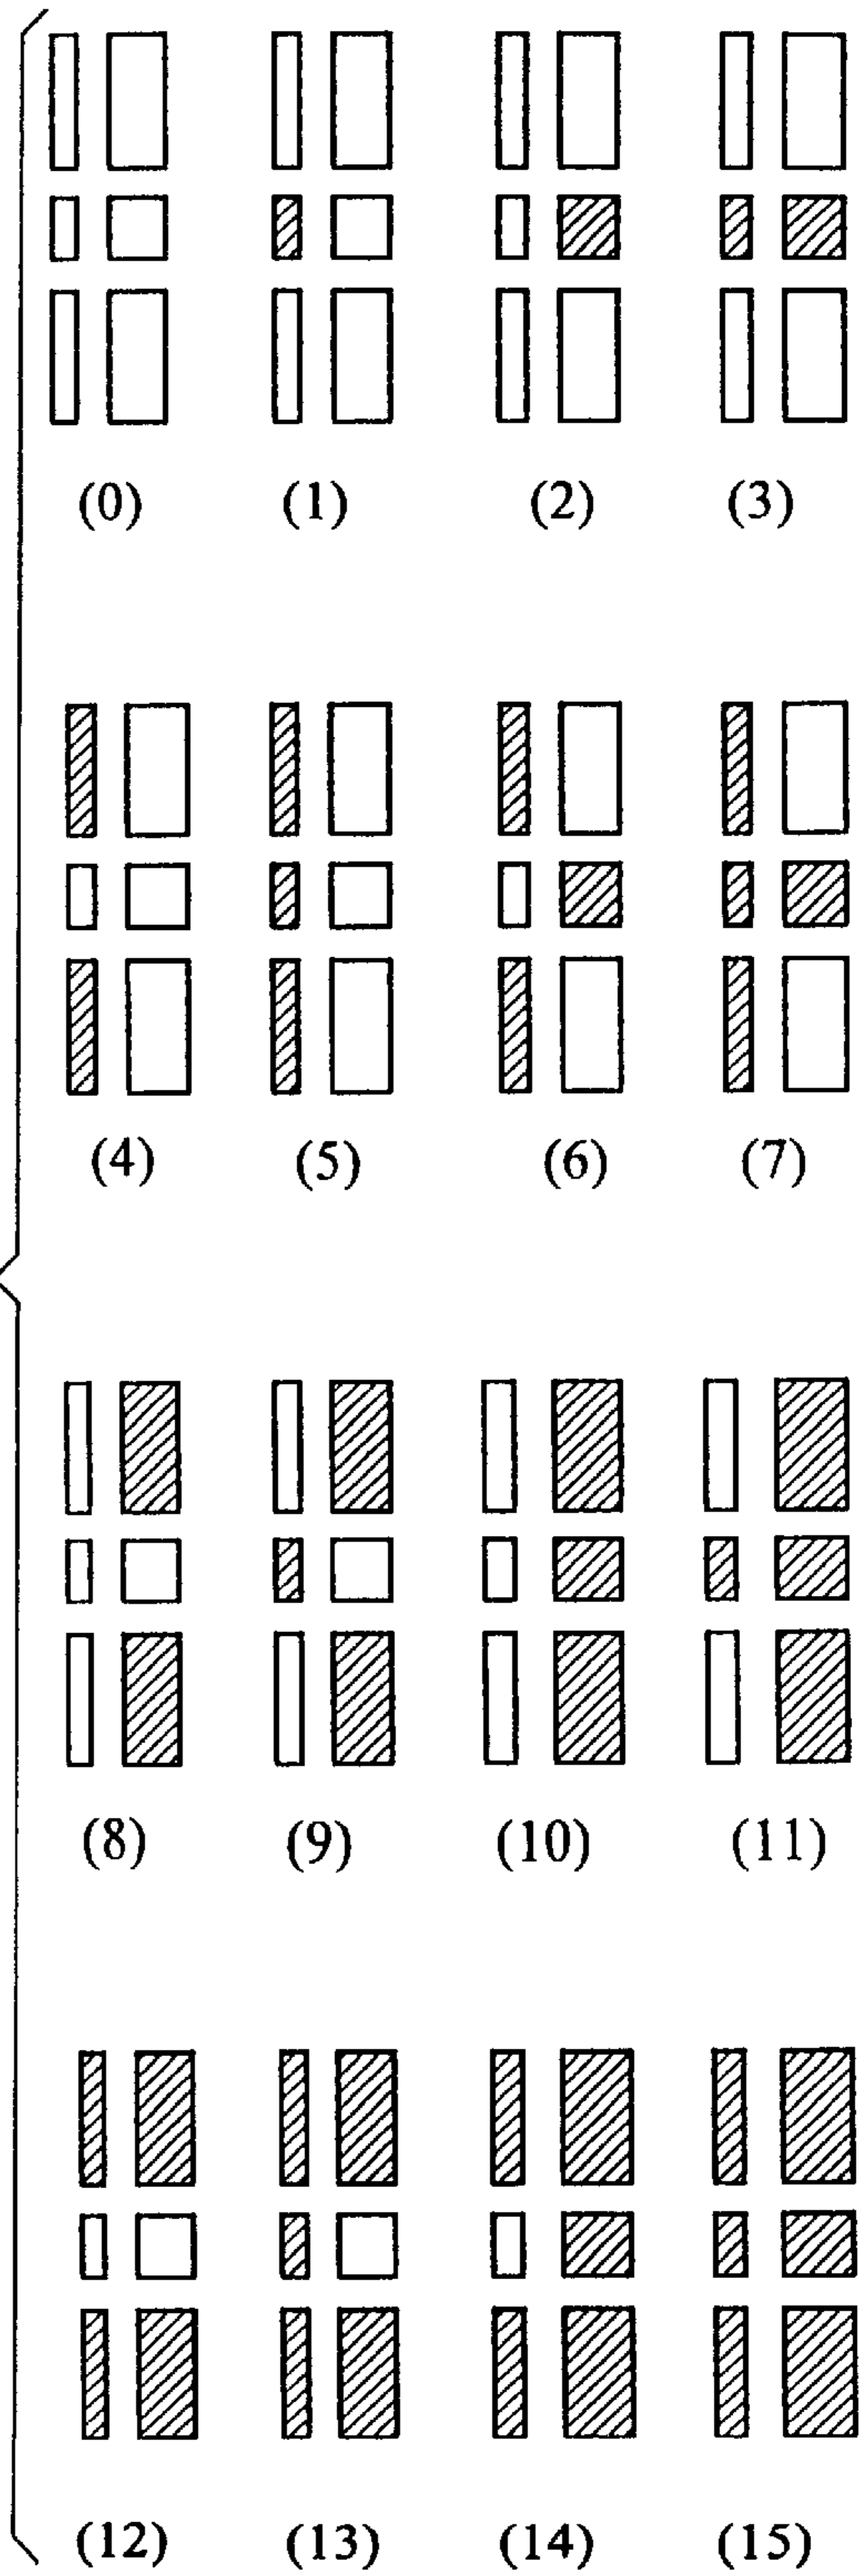 (0) (1) (2) (3)
(4) (5) (6) (7)
(8) (9) (10) (11)
(12) (13) (14) (15)